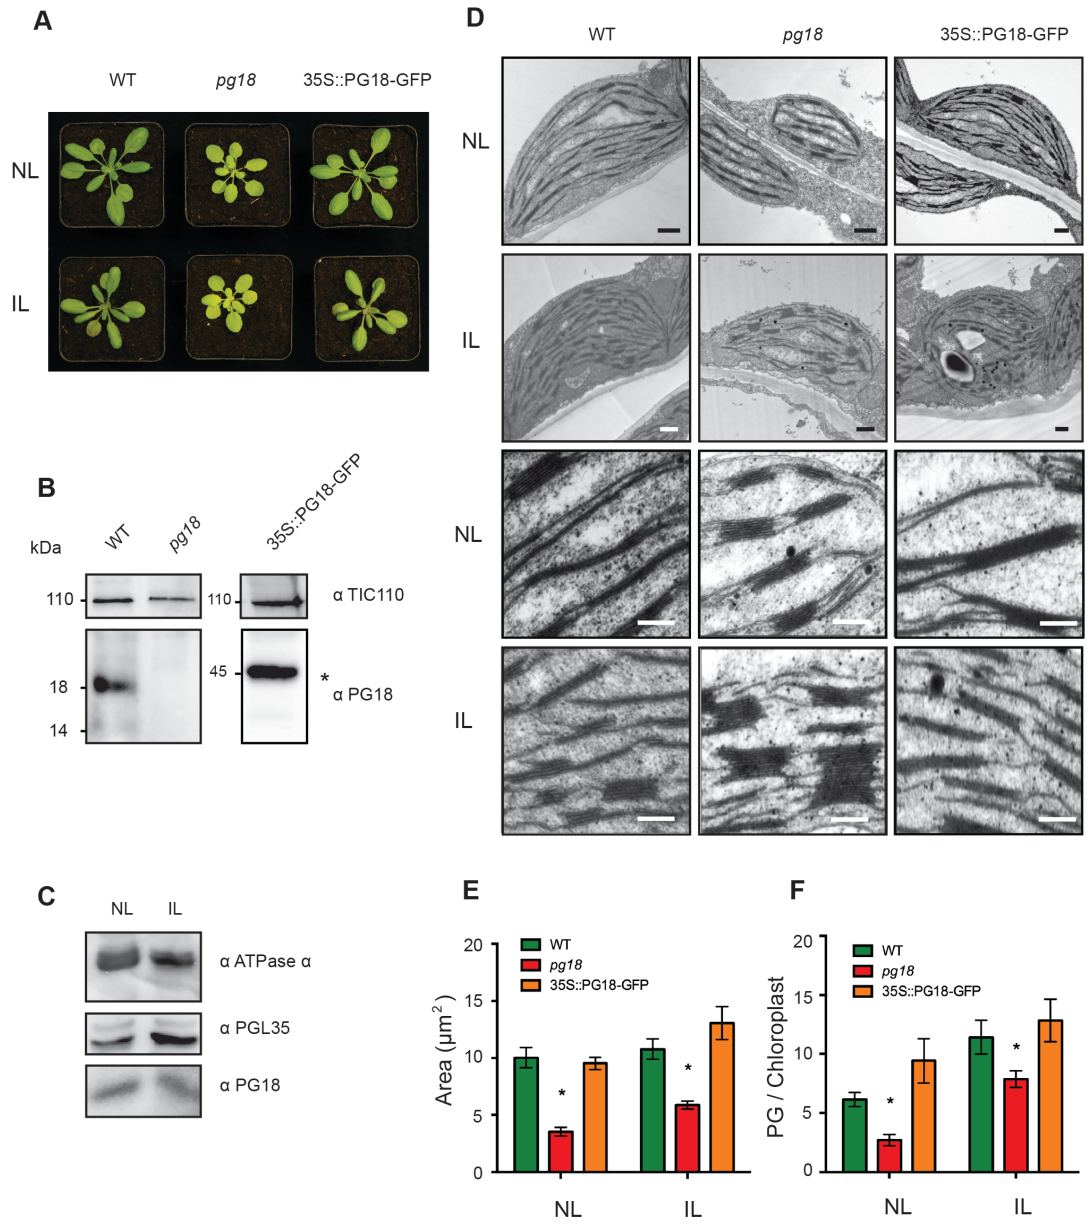 A
WT
pg18
35S::PG18-GFP
NL
IL
B
kDa
WT
pg18
35S::PG18-GFP
110
110
α TIC110
18
14
45
*
α PG18
C
NL
IL
α ATPase α
α PGL35
α PG18
D
WT
pg18
35S::PG18-GFP
NL
IL
NL
IL
E
WT
pg18
35S::PG18-GFP
Area (μm²)
20
15
10
5
0
*
*
NL
IL
F
WT
pg18
35S::PG18-GFP
PG / Chloroplast
20
15
10
5
0
*
*
NL
IL